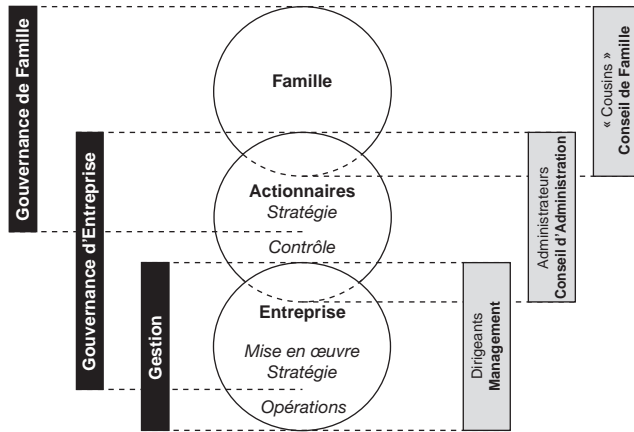 Gouvernance de Famille
Gouvernance d'Entreprise
Gestion
Famille
Actionnaires
Stratégie
Contrôle
Entreprise
Mise en œuvre
Stratégie
Opérations
« Cousins »
Conseil de Famille
Administrateurs
Conseil d'Administration
Dirigeants
Management